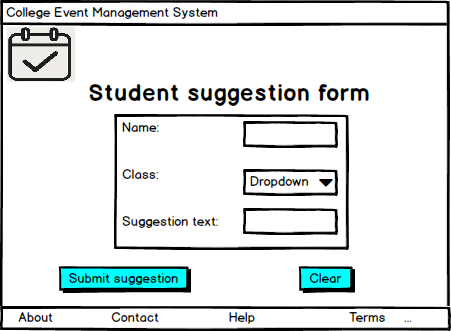 College Event Management System
Student suggestion form
Name:
Class: Dropdown
Suggestion text:
Submit suggestion Clear
About Contact Help Terms ...